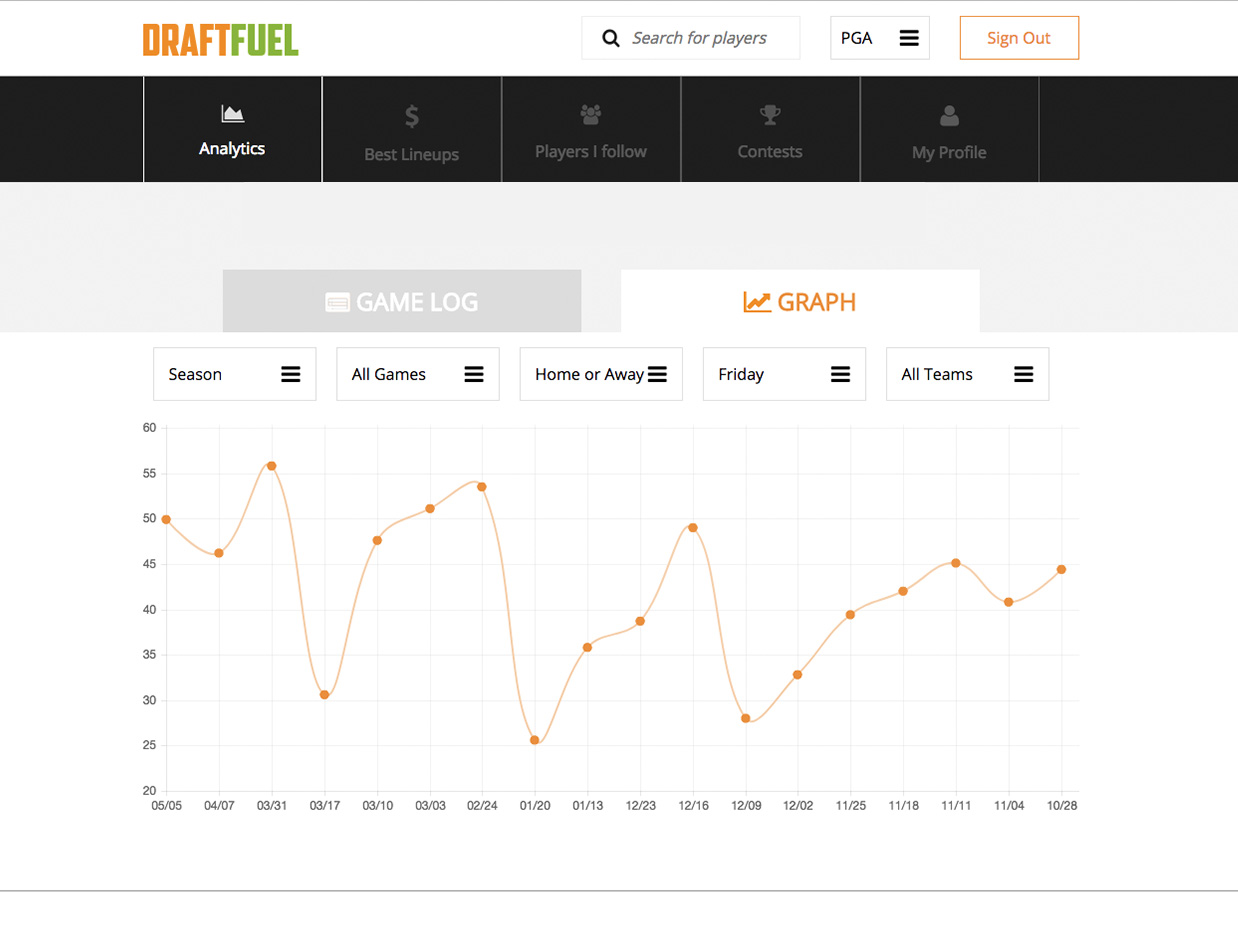 DRAFTFUEL
Search for players
PGA
Sign Out
Analytics
Best Lineups
Players I follow
Contests
My Profile
GAME LOG
GRAPH
Season
All Games
Home or Away
Friday
All Teams
60
55
50
45
40
35
30
25
20
05/05 04/07 03/31 03/17 03/10 03/03 02/24 01/20 01/13 12/23 12/16 12/09 12/02 11/25 11/18 11/11 11/04 10/28